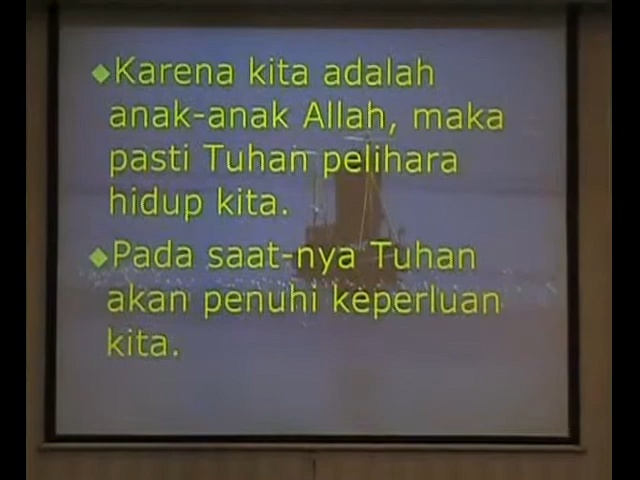 ◆Karena kita adalah
anak-anak Allah, maka
pasti Tuhan pelihara
hidup kita.
◆Pada saat-nya Tuhan
akan penuhi keperluan
kita.